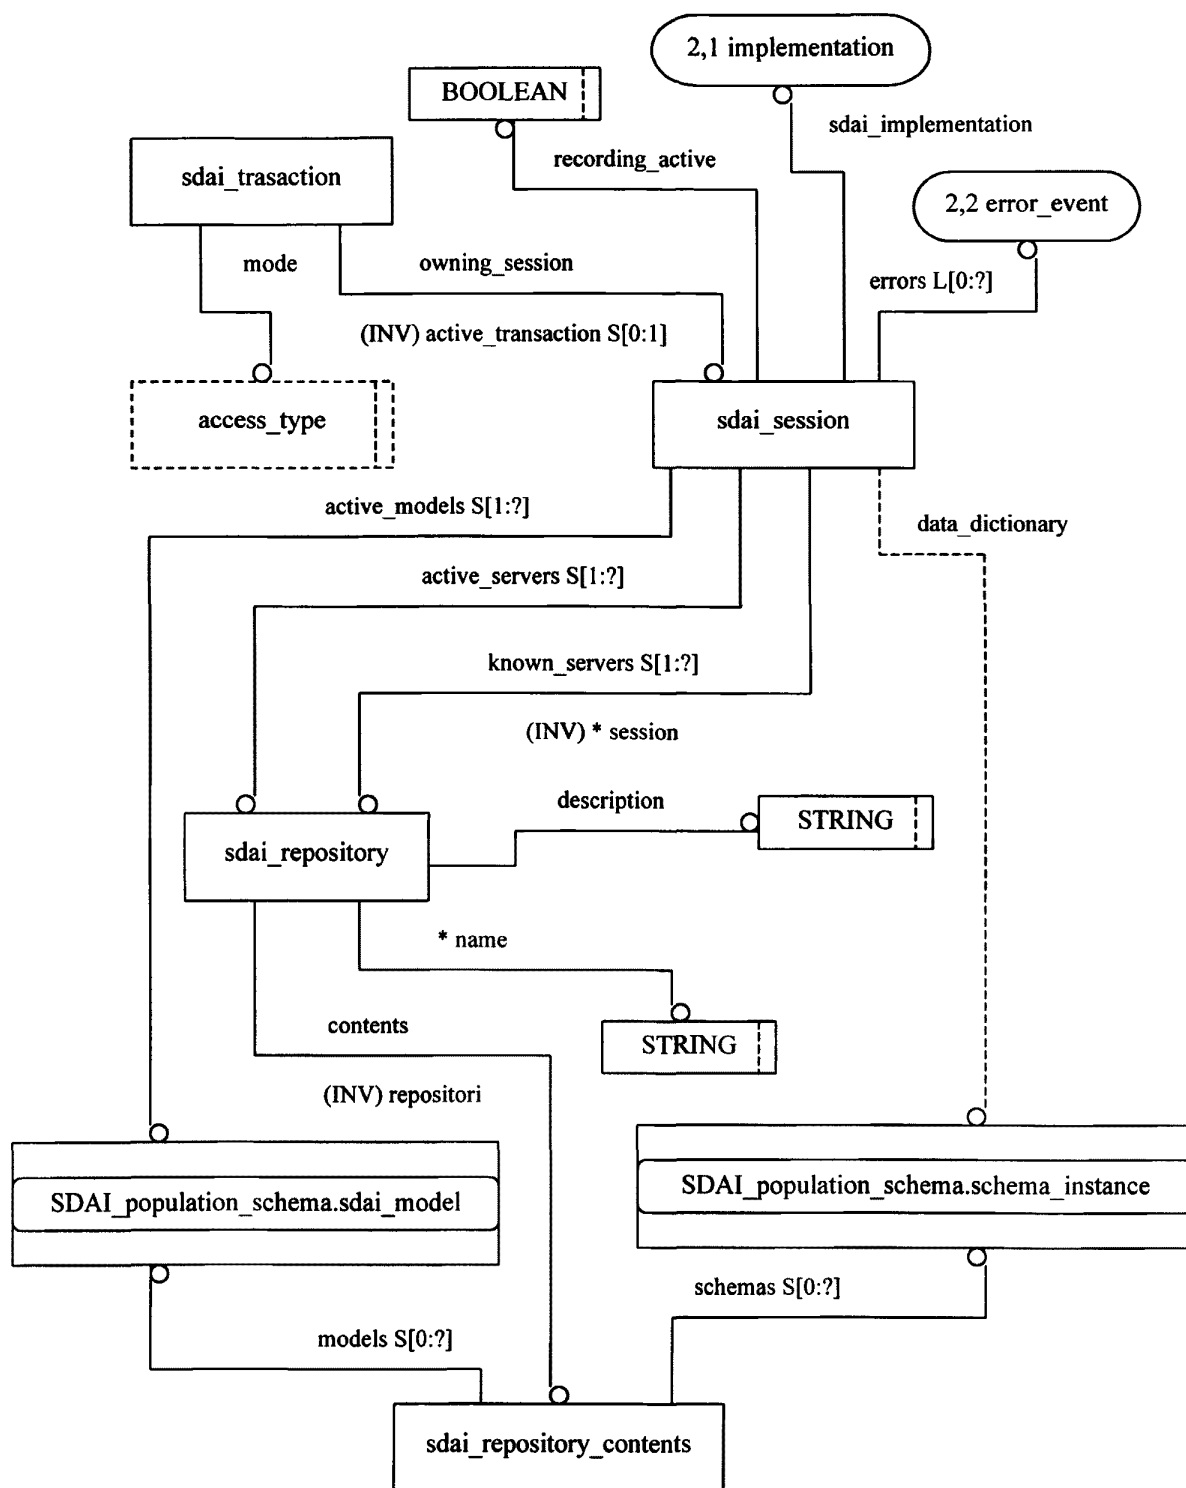 2,1 implementation
BOOLEAN
sdai_implementation
recording_active
sdai_trasaction
2,2 error_event
mode
owning_session
errors L[0:?]
(INV) active_transaction S[0:1]
access_type
sdai_session
active_models S[1:?]
data_dictionary
active_servers S[1:?]
known_servers S[1:?]
(INV) * session
description
STRING
sdai_repository
* name
contents
STRING
(INV) repositori
SDAI_population_schema.sdai_model
SDAI_population_schema.schema_instance
schemas S[0:?]
models S[0:?]
sdai_repository_contents